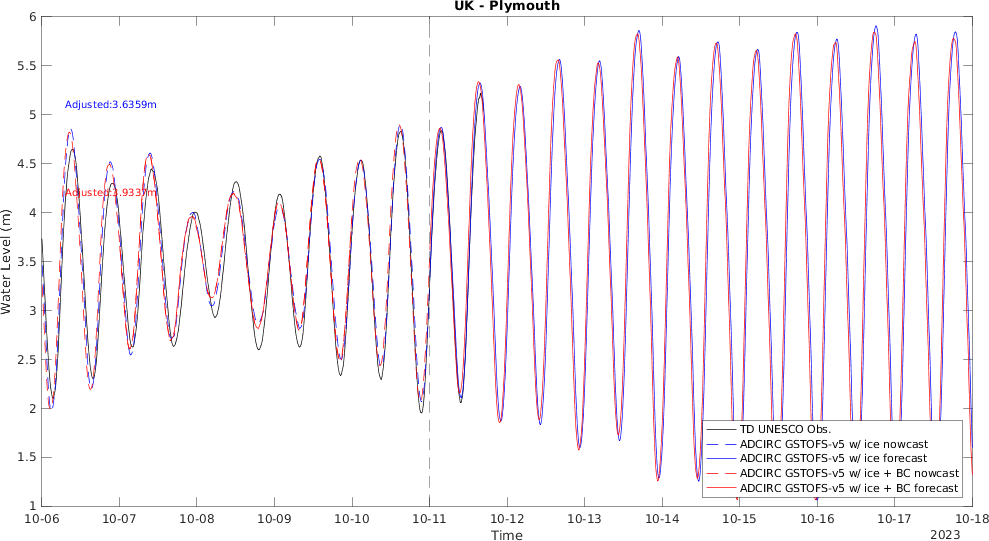 UK - Plymouth
6
5.5
5
4.5
4
3.5
3
2.5
2
1.5
1
Water Level (m)
Adjusted:3.6359m
Adjusted:3.9337m
TD UNESCO Obs.
ADCIRC GSTOFS-v5 w/ ice nowcast
ADCIRC GSTOFS-v5 w/ ice forecast
ADCIRC GSTOFS-v5 w/ ice + BC nowcast
ADCIRC GSTOFS-v5 w/ ice + BC forecast
10-06 10-07 10-08 10-09 10-10 10-11 10-12 10-13 10-14 10-15 10-16 10-17 10-18
Time
2023